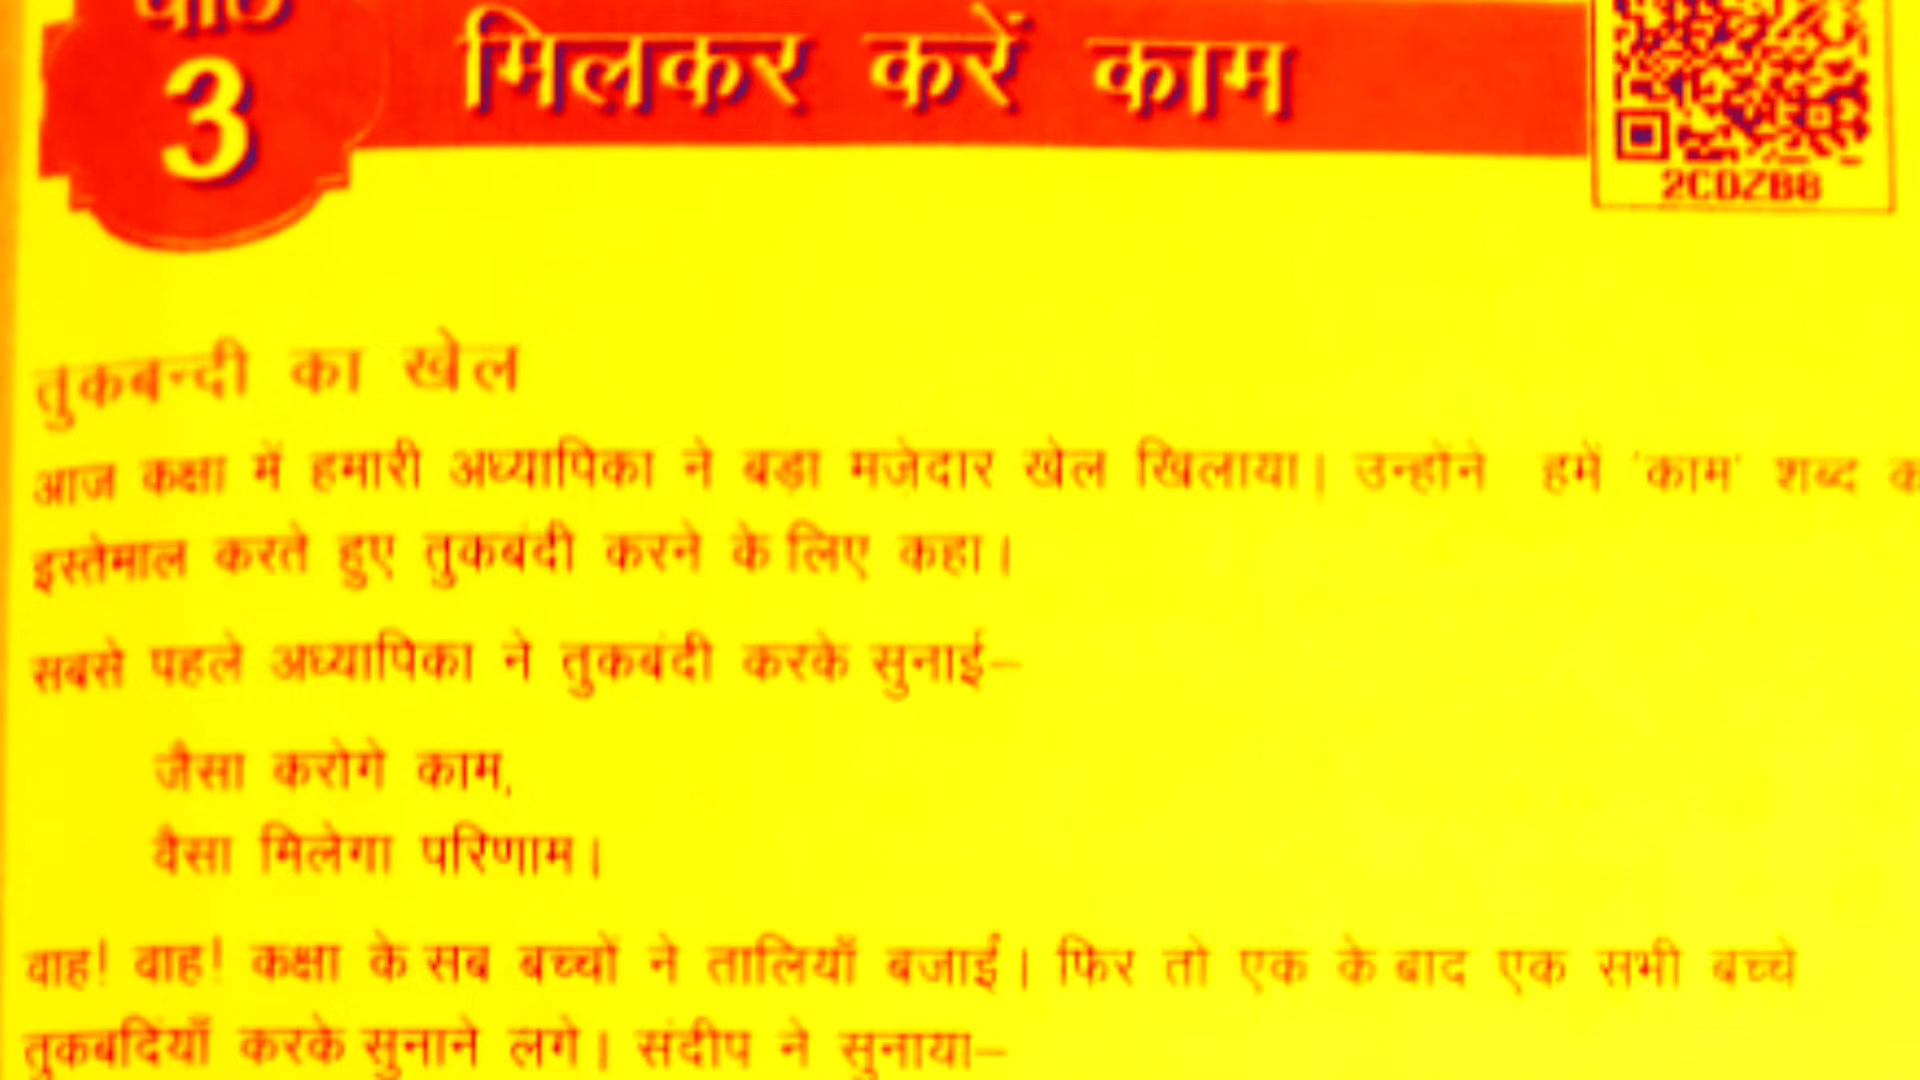 पाठ
3
मिलकर करें काम
2CDZB8
तुकबन्दी का खेल
आज कक्षा में हमारी अध्यापिका ने बड़ा मज़ेदार खेल खिलाया। उन्होंने हमें 'काम' शब्द
इस्तेमाल करते हुए तुकबंदी करने के लिए कहा।
सबसे पहले अध्यापिका ने तुकबंदी करके सुनाई–
जैसा करोगे काम,
वैसा मिलेगा परिणाम।
वाह! वाह! कक्षा के सब बच्चों ने तालियाँ बजाईं। फिर तो एक के बाद एक सभी बच्चे
तुकबंदियाँ करके सुनाने लगे। संदीप ने सुनाया–